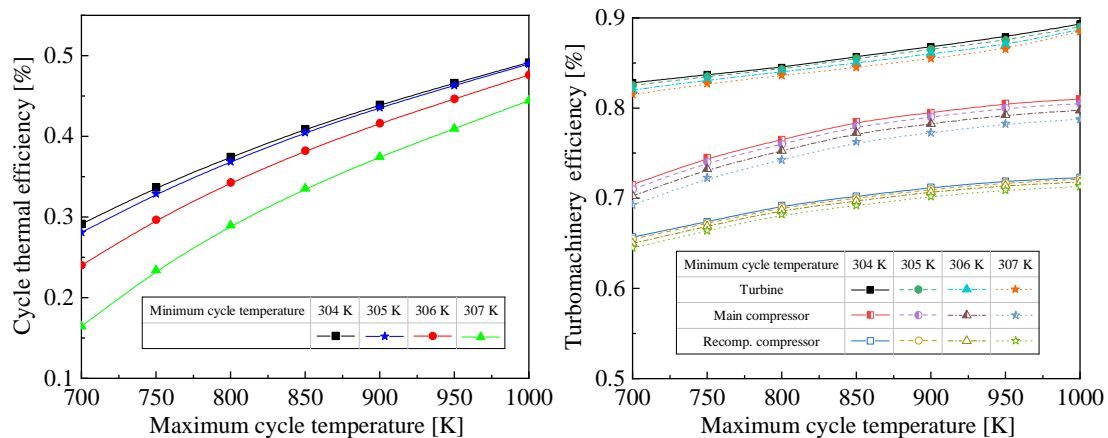 Cycle thermal efficiency [%]
0.5
0.4
0.3
0.2
0.1
Minimum cycle temperature 304 K 305 K 306 K 307 K
700 750 800 850 900 950 1000
Maximum cycle temperature [K]
Turbomachinery efficiency [%]
0.9
0.8
0.7
0.6
0.5
Minimum cycle temperature 304 K 305 K 306 K 307 K
Turbine
Main compressor
Recomp. compressor
700 750 800 850 900 950 1000
Maximum cycle temperature [K]